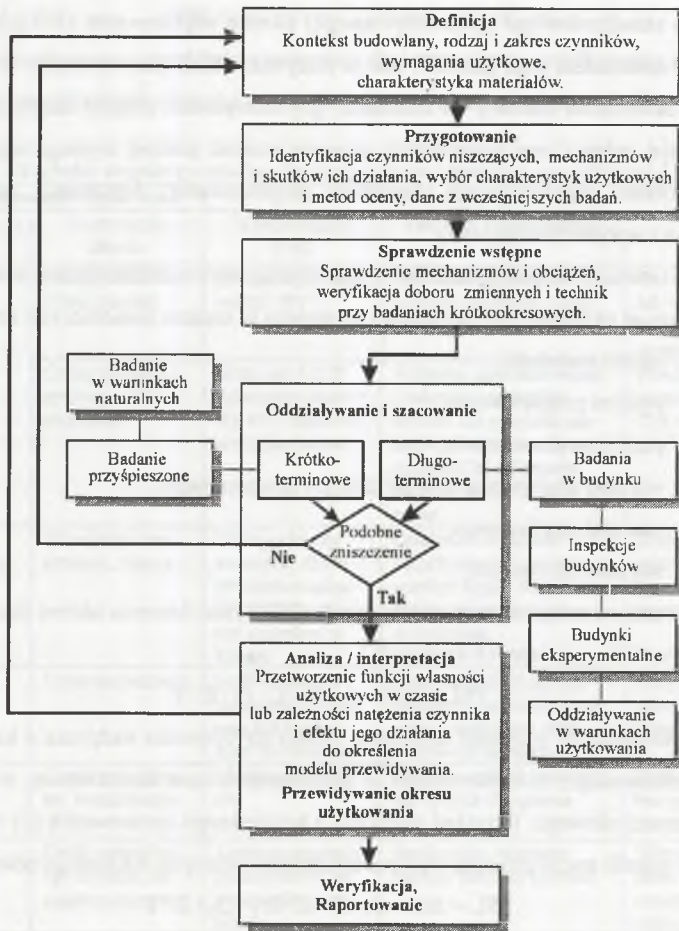 Definicja
Kontekst budowlany, rodzaj i zakres czynników,
wymagania użytkowe,
charakterystyka materiałów.
Przygotowanie
Identyfikacja czynników niszczących, mechanizmów
i skutków ich działania, wybór charakterystyk użytkowych
i metod oceny, dane z wcześniejszych badań.
Sprawdzenie wstępne
Sprawdzenie mechanizmów i obciążeń,
weryfikacja doboru zmiennych i technik
przy badaniach krótkookresowych.
Badanie
w warunkach
naturalnych
Badanie
przyśpieszone
Oddziaływanie i szacowanie
Krótko-
terminowe
Długo-
terminowe
Podobne
zniszczenie
Nie
Tak
Badania
w budynku
Inspekcje
budynków
Budynki
eksperymentalne
Oddziaływanie
w warunkach
użytkowania
Analiza / interpretacja
Przetworzenie funkcji własności
użytkowych w czasie
lub zależności natężenia czynnika
i efektu jego działania
do określenia
modelu przewidywania.
Przewidywanie okresu
użytkowania
Weryfikacja,
Raportowanie